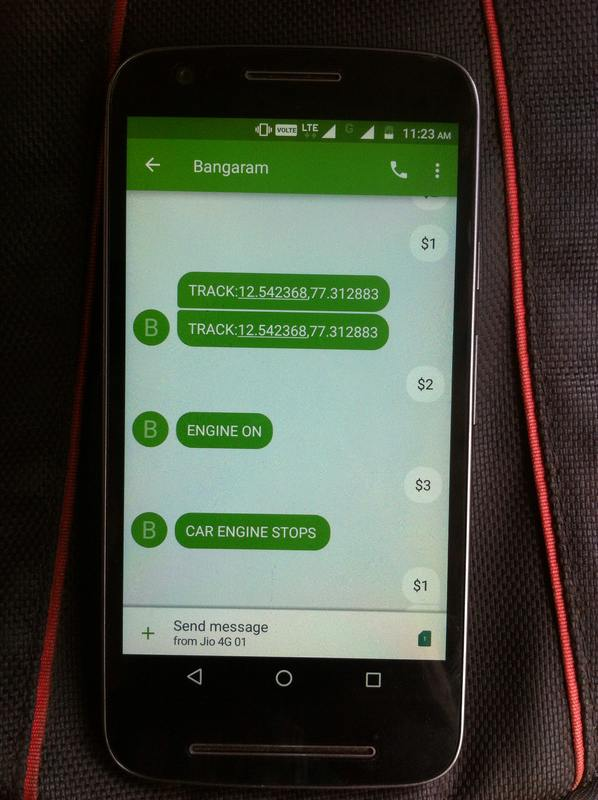 VOLTE LTE G 11:23 AM
Bangaram
$1
TRACK:12.542368,77.312883
TRACK:12.542368,77.312883
B
$2
B
ENGINE ON
$3
B
CAR ENGINE STOPS
$1
+ Send message
from Jio 4G 01
1